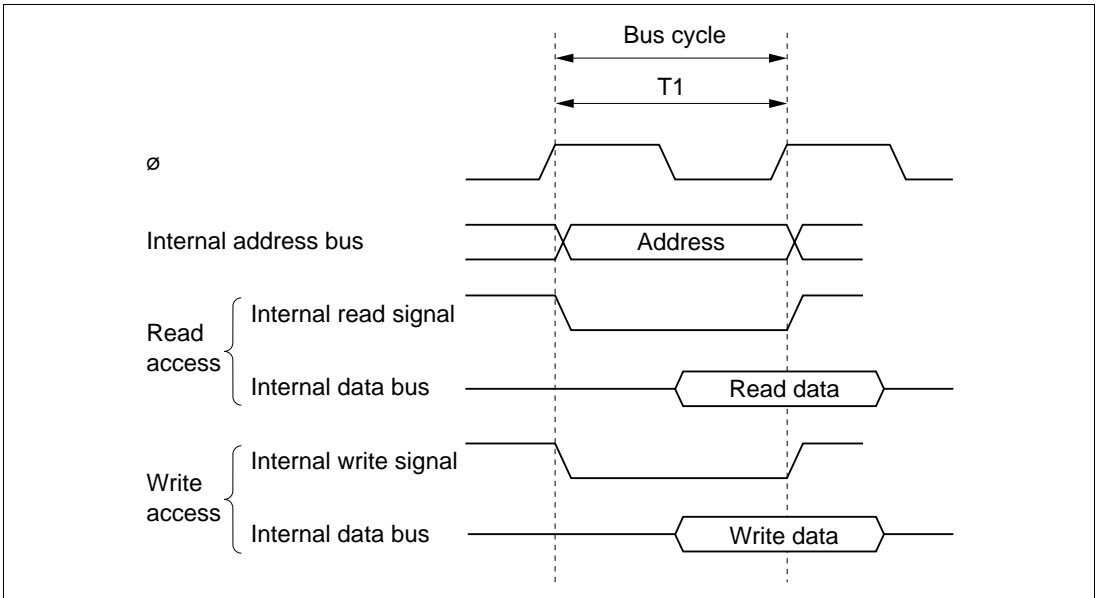 Bus cycle
T1
ø
Internal address bus
Address
Read
access
Internal read signal
Internal data bus
Read data
Write
access
Internal write signal
Internal data bus
Write data